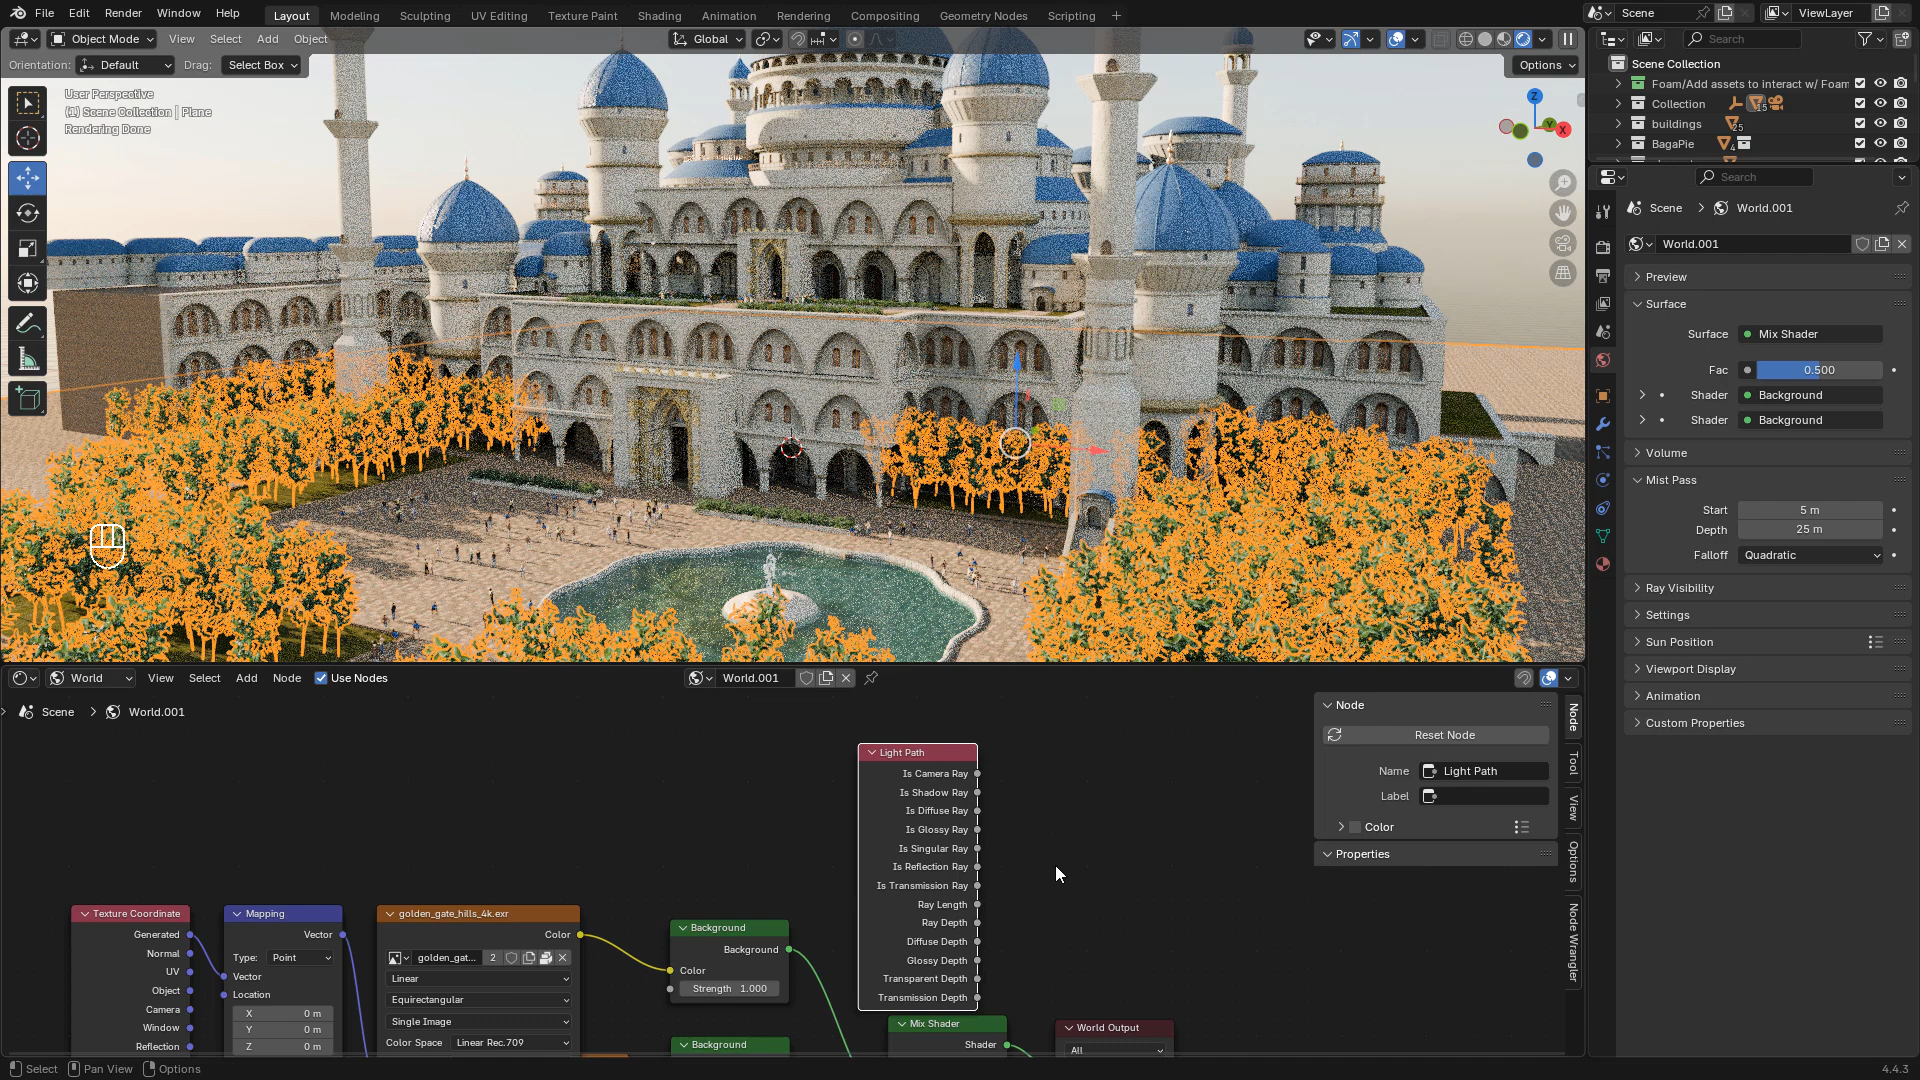 File Edit Render Window Help Layout Modeling Sculpting UV Editing Texture Paint Shading Animation Rendering Compositing Geometry Nodes Scripting + Scene ViewLayer
Object Mode View Select Add Object Global Search
Orientation: Default Drag: Select Box Options
User Perspective
(1) Scene Collection | Plane
Rendering Done
Z
Y
X
Scene Collection
Foam/Add assets to interact w/ Foam
Collection 15
buildings 25
BagaPie 4
Search
Scene World.001
World.001
Preview
Surface
Surface Mix Shader
Fac 0.500
Shader Background
Shader Background
Volume
Mist Pass
Start 5 m
Depth 25 m
Falloff Quadratic
Ray Visibility
Settings
Sun Position
Viewport Display
Animation
Custom Properties
World View Select Add Node Use Nodes World.001
Scene World.001
Light Path
Is Camera Ray
Is Shadow Ray
Is Diffuse Ray
Is Glossy Ray
Is Singular Ray
Is Reflection Ray
Is Transmission Ray
Ray Length
Ray Depth
Diffuse Depth
Glossy Depth
Transparent Depth
Transmission Depth
Node
Reset Node
Name Light Path
Label
Color
Properties
Node
Tool
View
Options
Node Wrangler
Texture Coordinate
Generated
Normal
UV
Object
Camera
Window
Reflection
Mapping
Vector
Type: Point
Vector
Location
X 0 m
Y 0 m
Z 0 m
golden_gate_hills_4k.exr
Color
golden_gat... 2
Linear
Equirectangular
Single Image
Color Space Linear Rec.709
Background
Background
Color
Strength 1.000
Background
Mix Shader
Shader
World Output
All
Select Pan View Options 4.4.3